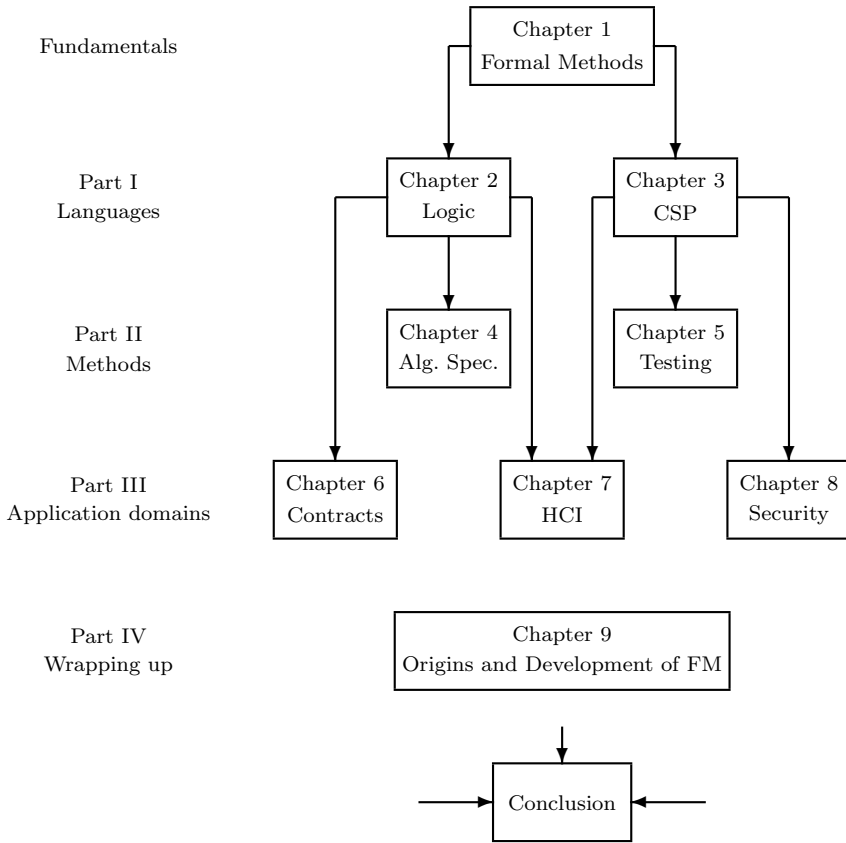 Fundamentals
Chapter 1
Formal Methods
Part I
Languages
Chapter 2
Logic
Chapter 3
CSP
Part II
Methods
Chapter 4
Alg. Spec.
Chapter 5
Testing
Part III
Application domains
Chapter 6
Contracts
Chapter 7
HCI
Chapter 8
Security
Part IV
Wrapping up
Chapter 9
Origins and Development of FM
Conclusion